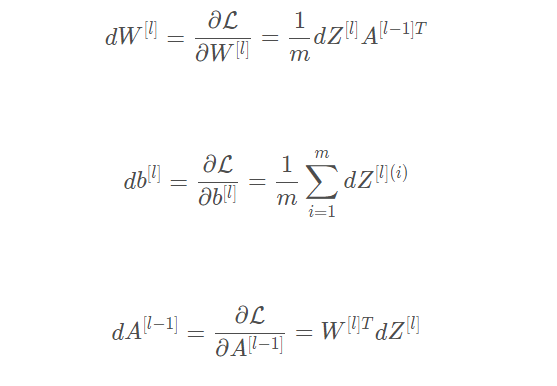 $dW^{[l]} = \frac{\partial \mathcal{L}}{\partial W^{[l]}} = \frac{1}{m} dZ^{[l]} A^{[l-1]T}$
$db^{[l]} = \frac{\partial \mathcal{L}}{\partial b^{[l]}} = \frac{1}{m} \sum_{i=1}^{m} dZ^{[l](i)}$
$dA^{[l-1]} = \frac{\partial \mathcal{L}}{\partial A^{[l-1]}} = W^{[l]T} dZ^{[l]}$